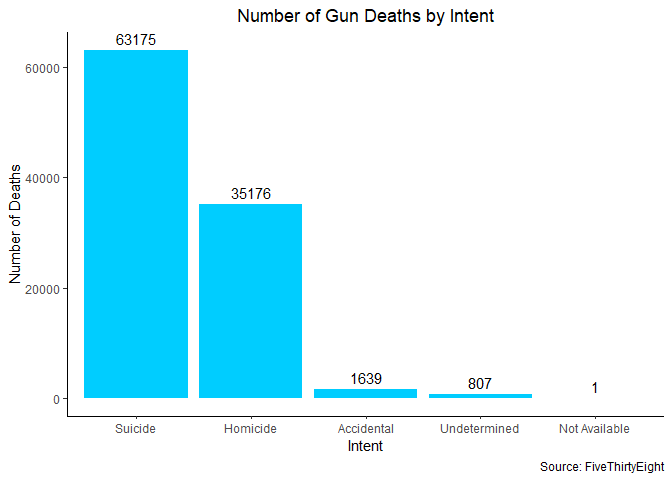 Number of Gun Deaths by Intent
63175
60000
35176
40000
Number of Deaths
20000
1639
807
1
0
Suicide Homicide Accidental Undetermined Not Available
Intent
Source: FiveThirtyEight